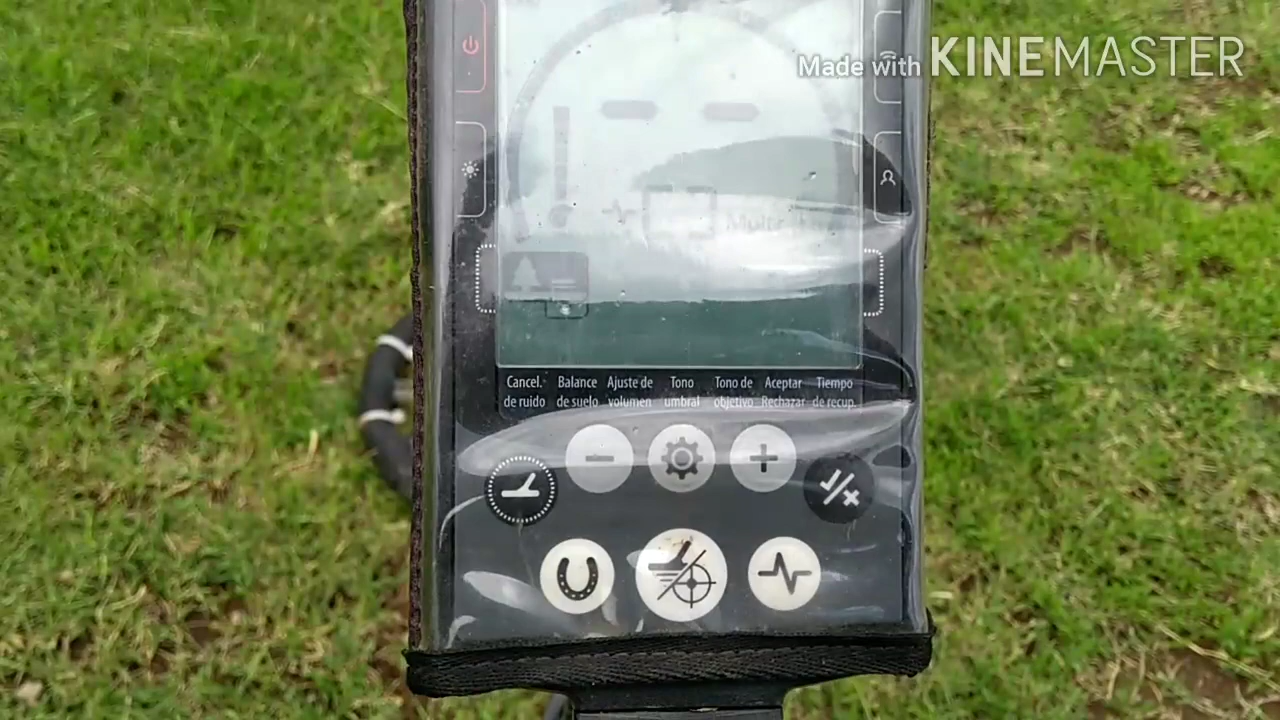 Made with KINEMASTER
Multi
Cancel. Balance Ajuste de Tono Tono de Aceptar Tiempo
de ruido de suelo volumen umbral objetivo Rechazar de recup.